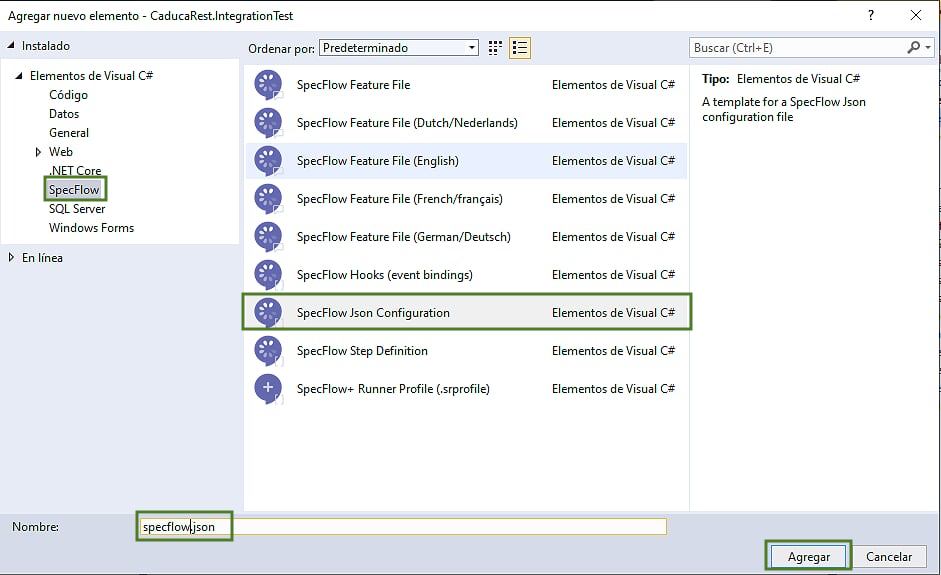 Agregar nuevo elemento - CaducaRest.IntegrationTest
?
Instalado
Ordenar por: Predeterminado
Buscar (Ctrl+E)
Elementos de Visual C#
Código
Datos
General
Web
.NET Core
SpecFlow
SQL Server
Windows Forms
En línea
SpecFlow Feature File Elementos de Visual C#
SpecFlow Feature File (Dutch/Nederlands) Elementos de Visual C#
SpecFlow Feature File (English) Elementos de Visual C#
SpecFlow Feature File (French/français) Elementos de Visual C#
SpecFlow Feature File (German/Deutsch) Elementos de Visual C#
SpecFlow Hooks (event bindings) Elementos de Visual C#
SpecFlow Json Configuration Elementos de Visual C#
SpecFlow Step Definition Elementos de Visual C#
SpecFlow+ Runner Profile (.srprofile) Elementos de Visual C#
Tipo: Elementos de Visual C#
A template for a SpecFlow Json
configuration file
Nombre: specflow.json
Agregar Cancelar